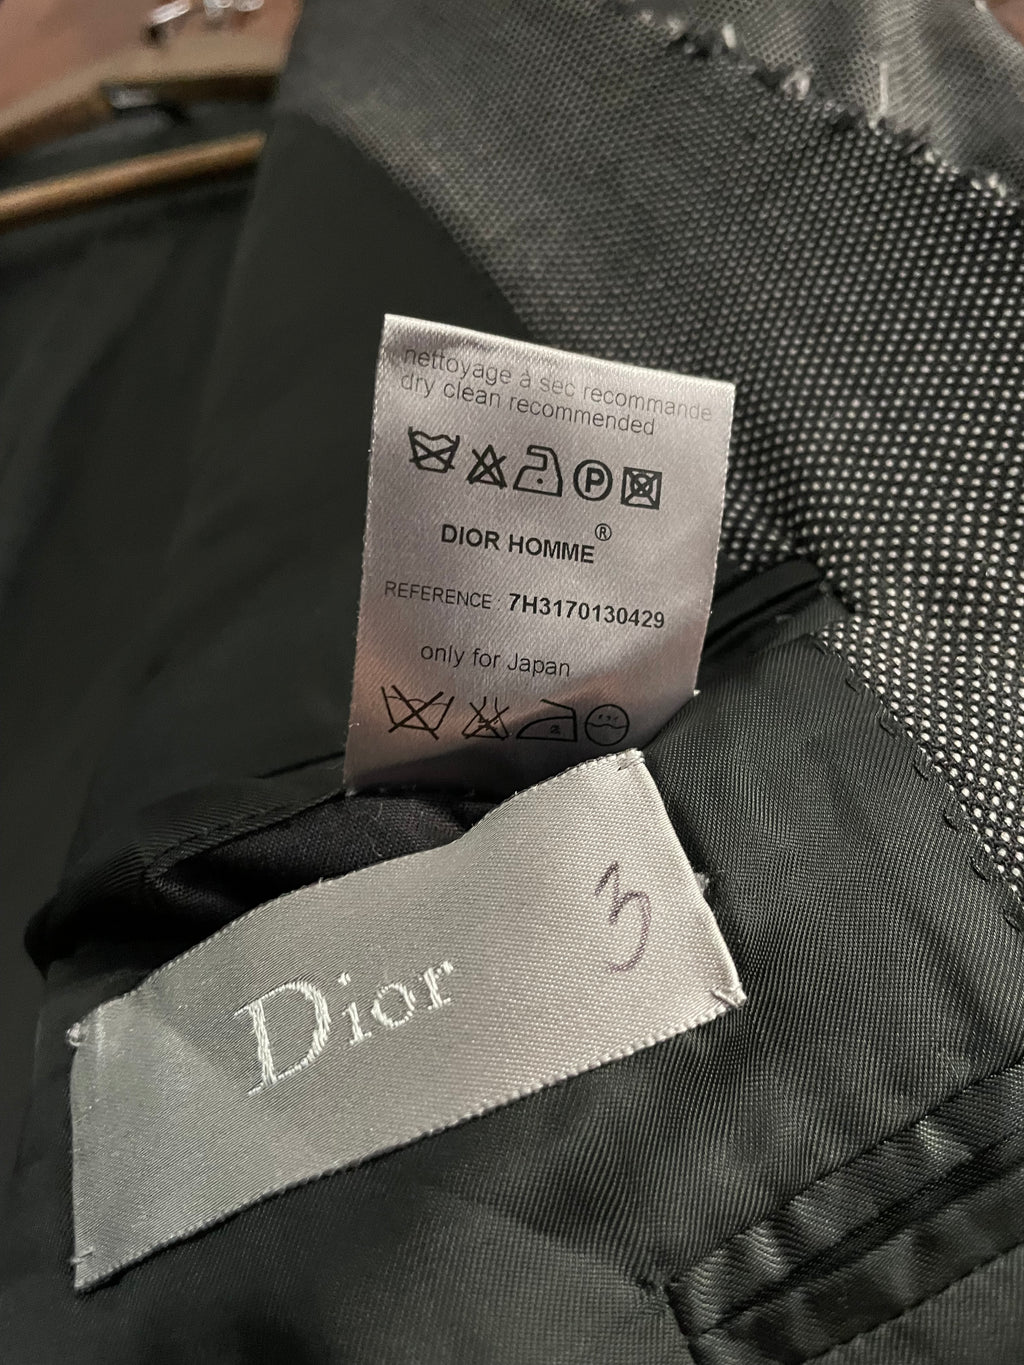 nettoyage à sec recommande
dry clean recommended
P
DIOR HOMME®
REFERENCE : 7H3170130429
only for Japan
Dior
3